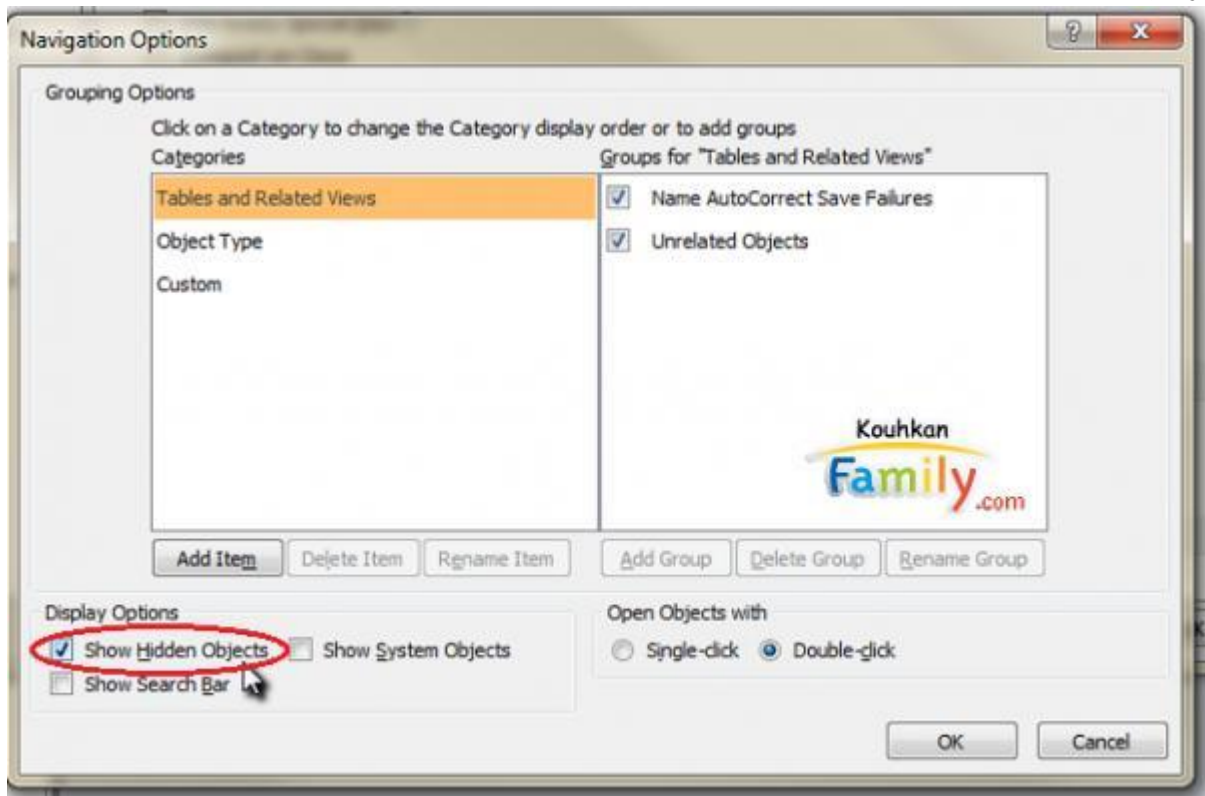 Navigation Options
Grouping Options
Click on a Category to change the Category display order or to add groups
Categories
Groups for "Tables and Related Views"
Tables and Related Views
Object Type
Custom
Name AutoCorrect Save Failures
Unrelated Objects
Kouhkan
Family.com
Add Item Delete Item Rename Item
Add Group Delete Group Rename Group
Display Options
Show Hidden Objects Show System Objects
Show Search Bar
Open Objects with
Single-click Double-click
OK Cancel